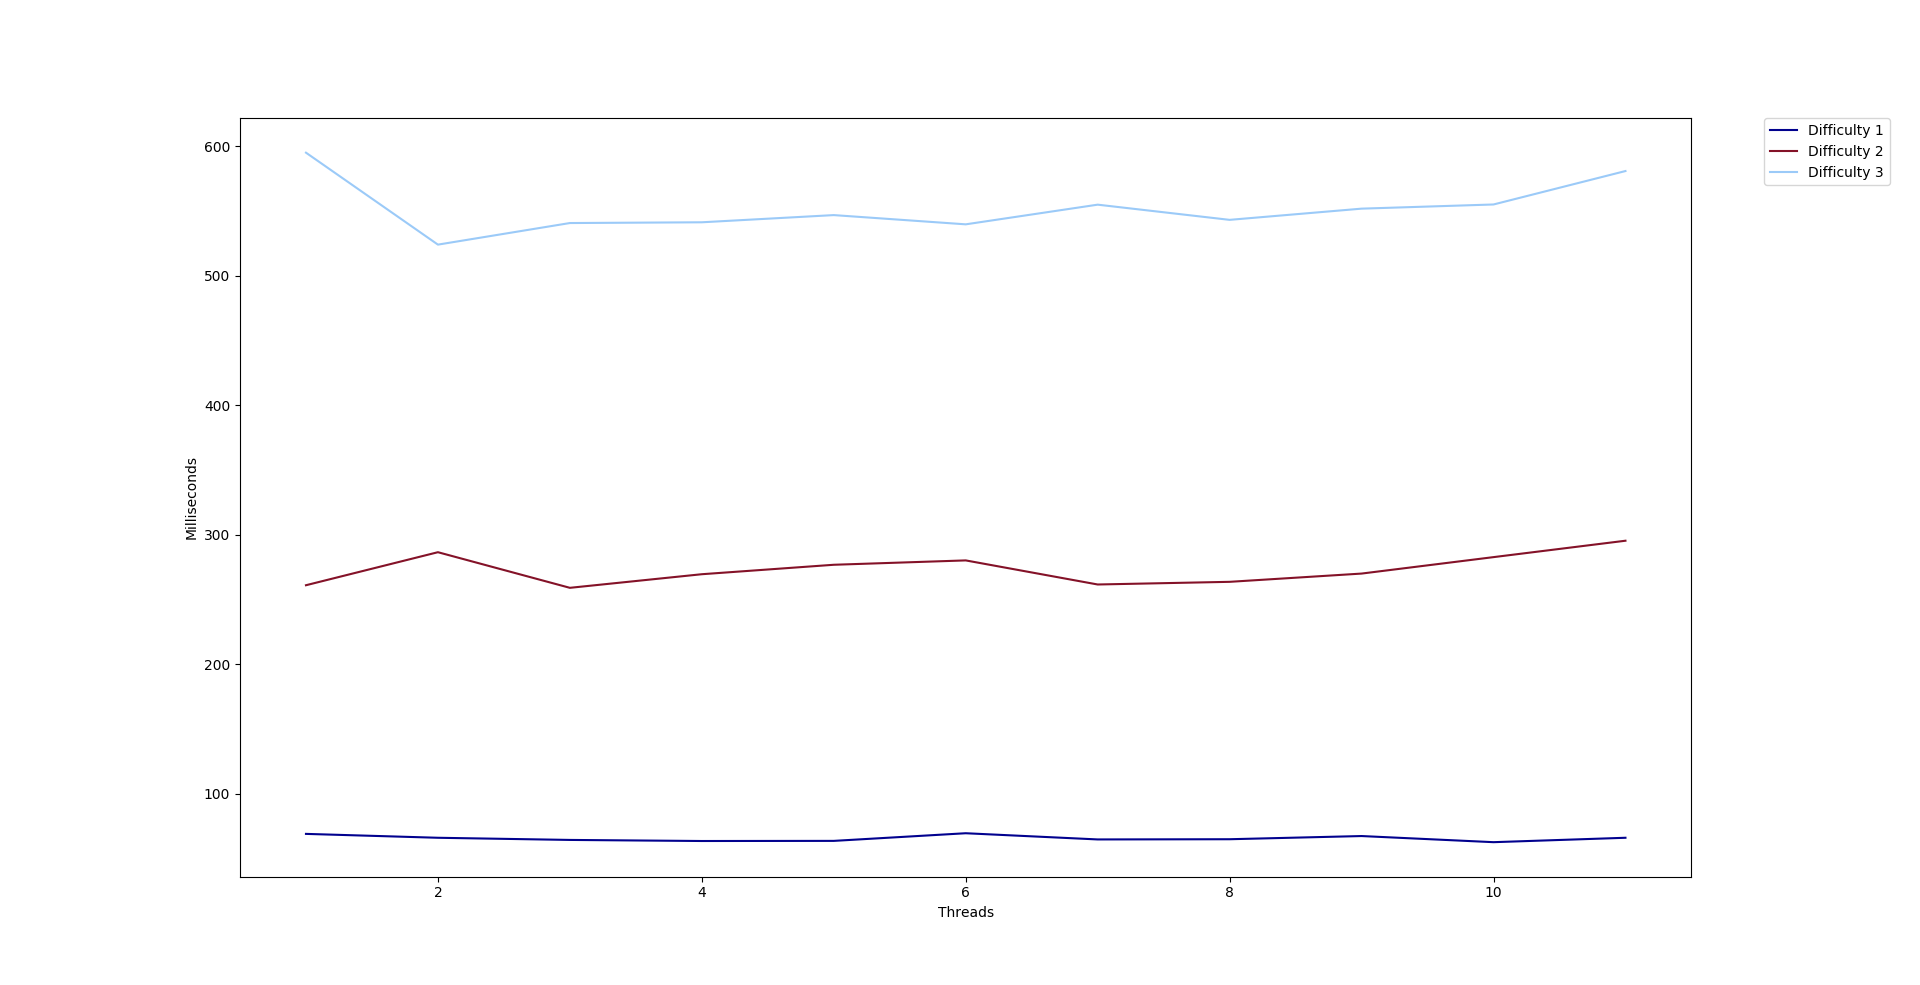 Difficulty 1
Difficulty 2
Difficulty 3
600
500
400
300
200
100
Milliseconds
2 4 6 8 10
Threads